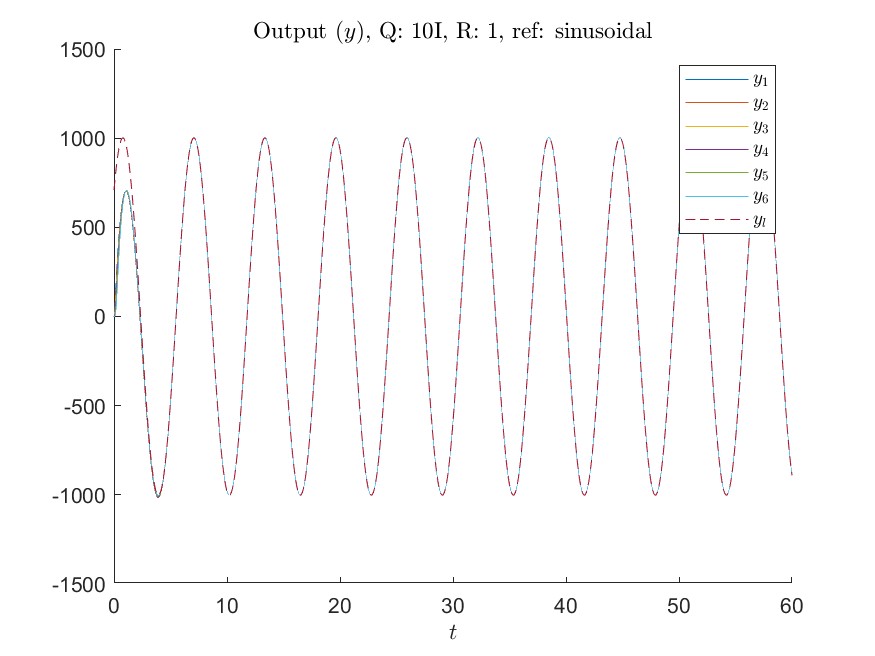 Output (y), Q: 10I, R: 1, ref: sinusoidal
1500
1000
500
0
-500
-1000
-1500
0 10 20 30 40 50 60
t
y₁
y₂
y₃
y₄
y₅
y₆
yₗ